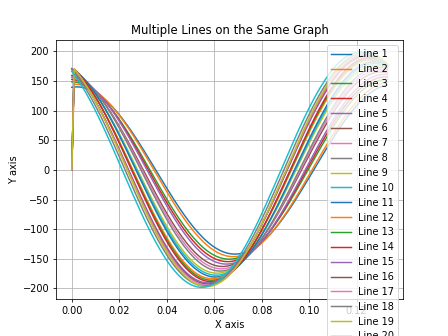 Multiple Lines on the Same Graph
Y axis
200
150
100
50
0
−50
−100
−150
−200
0.00
0.02
0.04
0.06
0.08
0.10
X axis
Line 1
Line 2
Line 3
Line 4
Line 5
Line 6
Line 7
Line 8
Line 9
Line 10
Line 11
Line 12
Line 13
Line 14
Line 15
Line 16
Line 17
Line 18
Line 19